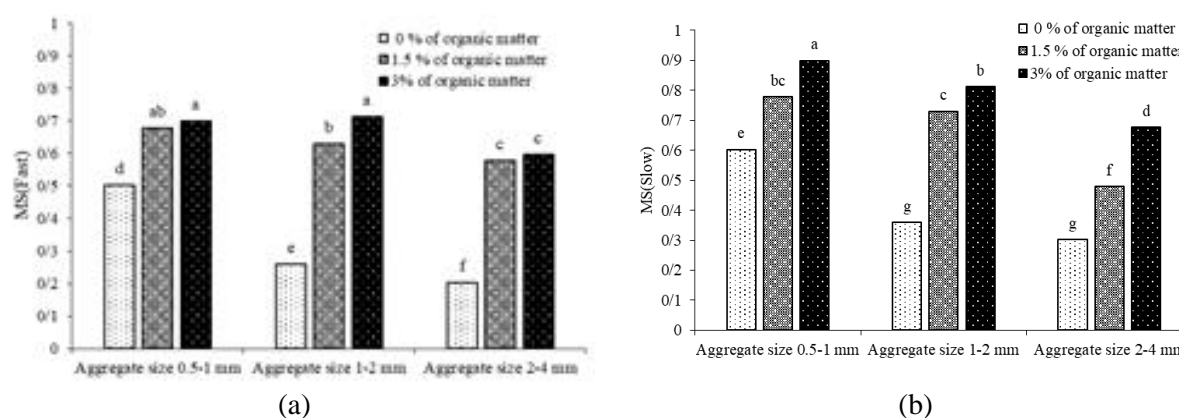 1
0/9
0/8
0/7
0/6
0/5
0/4
0/3
0/2
0/1
0
MS(Fast)
0 % of organic matter
1.5 % of organic matter
3% of organic matter
d
ab
a
e
b
a
f
c
c
Aggregate size 0.5-1 mm
Aggregate size 1-2 mm
Aggregate size 2-4 mm
(a)
1
0/9
0/8
0/7
0/6
0/5
0/4
0/3
0/2
0/1
0
MS(Slow)
0 % of organic matter
1.5 % of organic matter
3% of organic matter
e
bc
a
g
c
b
g
f
d
Aggregate size 0.5-1 mm
Aggregate size 1-2 mm
Aggregate size 2-4 mm
(b)